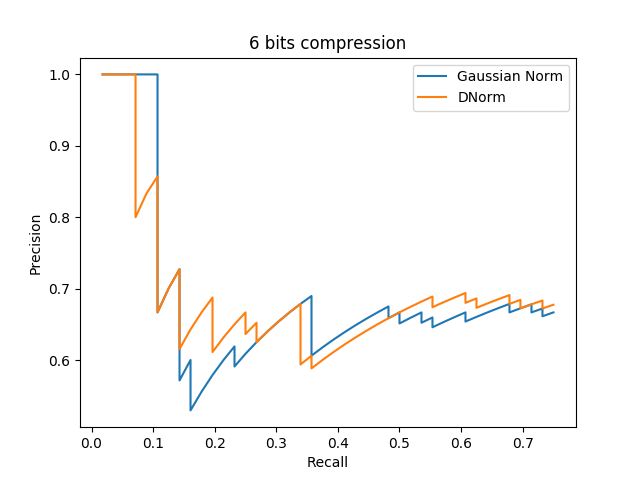 6 bits compression
Gaussian Norm
DNorm
1.0
0.9
0.8
0.7
0.6
Precision
0.0 0.1 0.2 0.3 0.4 0.5 0.6 0.7
Recall